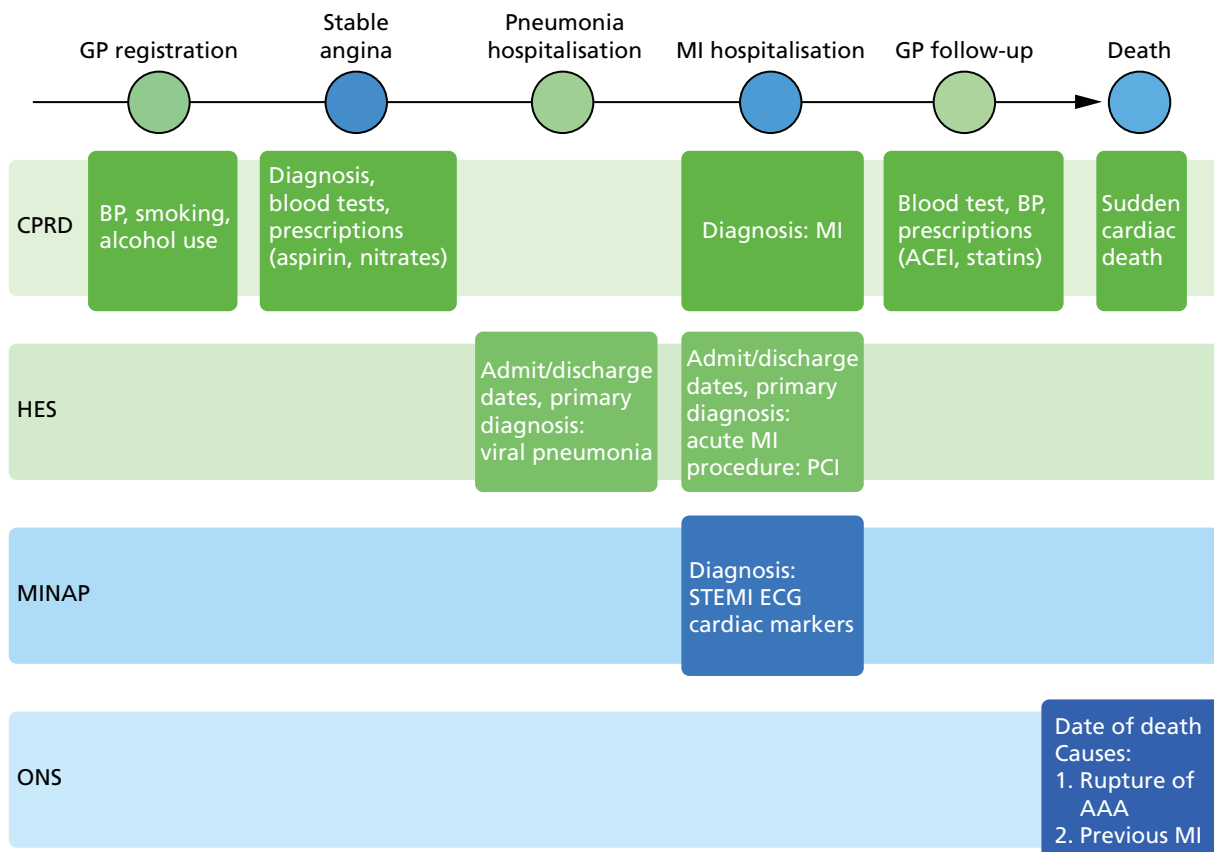 GP registration
Stable
angina
Pneumonia
hospitalisation
MI hospitalisation
GP follow-up
Death
CPRD
BP, smoking,
alcohol use
Diagnosis,
blood tests,
prescriptions
(aspirin, nitrates)
Diagnosis: MI
Blood test, BP,
prescriptions
(ACEI, statins)
Sudden
cardiac
death
HES
Admit/discharge
dates, primary
diagnosis:
viral pneumonia
Admit/discharge
dates, primary
diagnosis:
acute MI
procedure: PCI
MINAP
Diagnosis:
STEMI ECG
cardiac markers
ONS
Date of death
Causes:
1. Rupture of
AAA
2. Previous MI